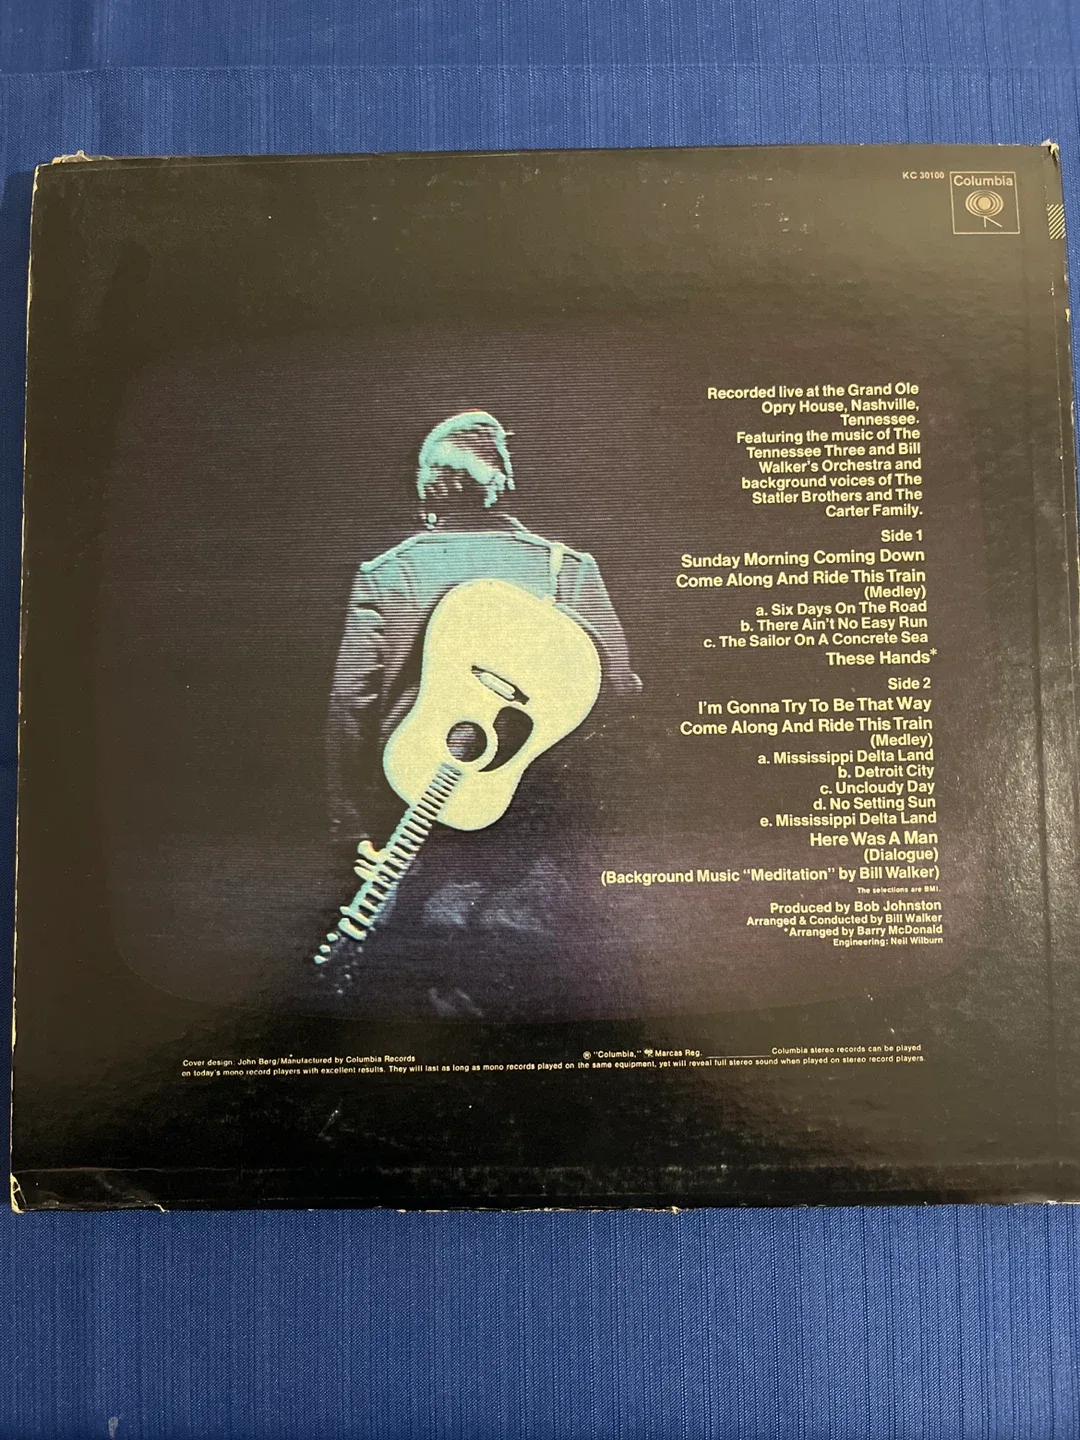 KC 30100
Columbia
Recorded live at the Grand Ole
Opry House, Nashville,
Tennessee.
Featuring the music of The
Tennessee Three and Bill
Walker's Orchestra and
background voices of The
Statler Brothers and The
Carter Family.
Side 1
Sunday Morning Coming Down
Come Along And Ride This Train
(Medley)
a. Six Days On The Road
b. There Ain't No Easy Run
c. The Sailor On A Concrete Sea
These Hands*
Side 2
I'm Gonna Try To Be That Way
Come Along And Ride This Train
(Medley)
a. Mississippi Delta Land
b. Detroit City
c. Uncloudy Day
d. No Setting Sun
e. Mississippi Delta Land
Here Was A Man
(Dialogue)
(Background Music "Meditation" by Bill Walker)
The selections are BMI.
Produced by Bob Johnston
Arranged & Conducted by Bill Walker
*Arranged by Barry McDonald
Engineering: Neil Wilburn
Cover design: John Berg/Manufactured by Columbia Records ® "Columbia," Marcas Reg. Columbia stereo records can be played
on today's mono record players with excellent results. They will last as long as mono records played on the same equipment, yet will reveal full stereo sound when played on stereo record players.